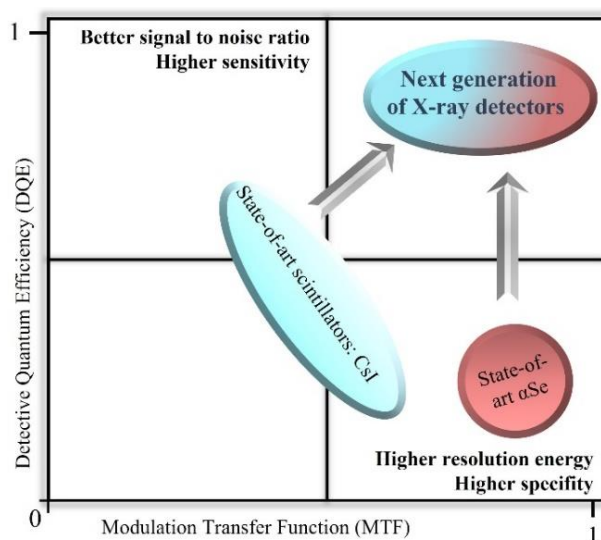 1
Better signal to noise ratio
Higher sensitivity
Next generation
of X-ray detectors
Detective Quantum Efficiency (DQE)
State-of-art scintillators: CsI
State-of-
art αSe
Higher resolution energy
Higher specifity
0
Modulation Transfer Function (MTF)
1